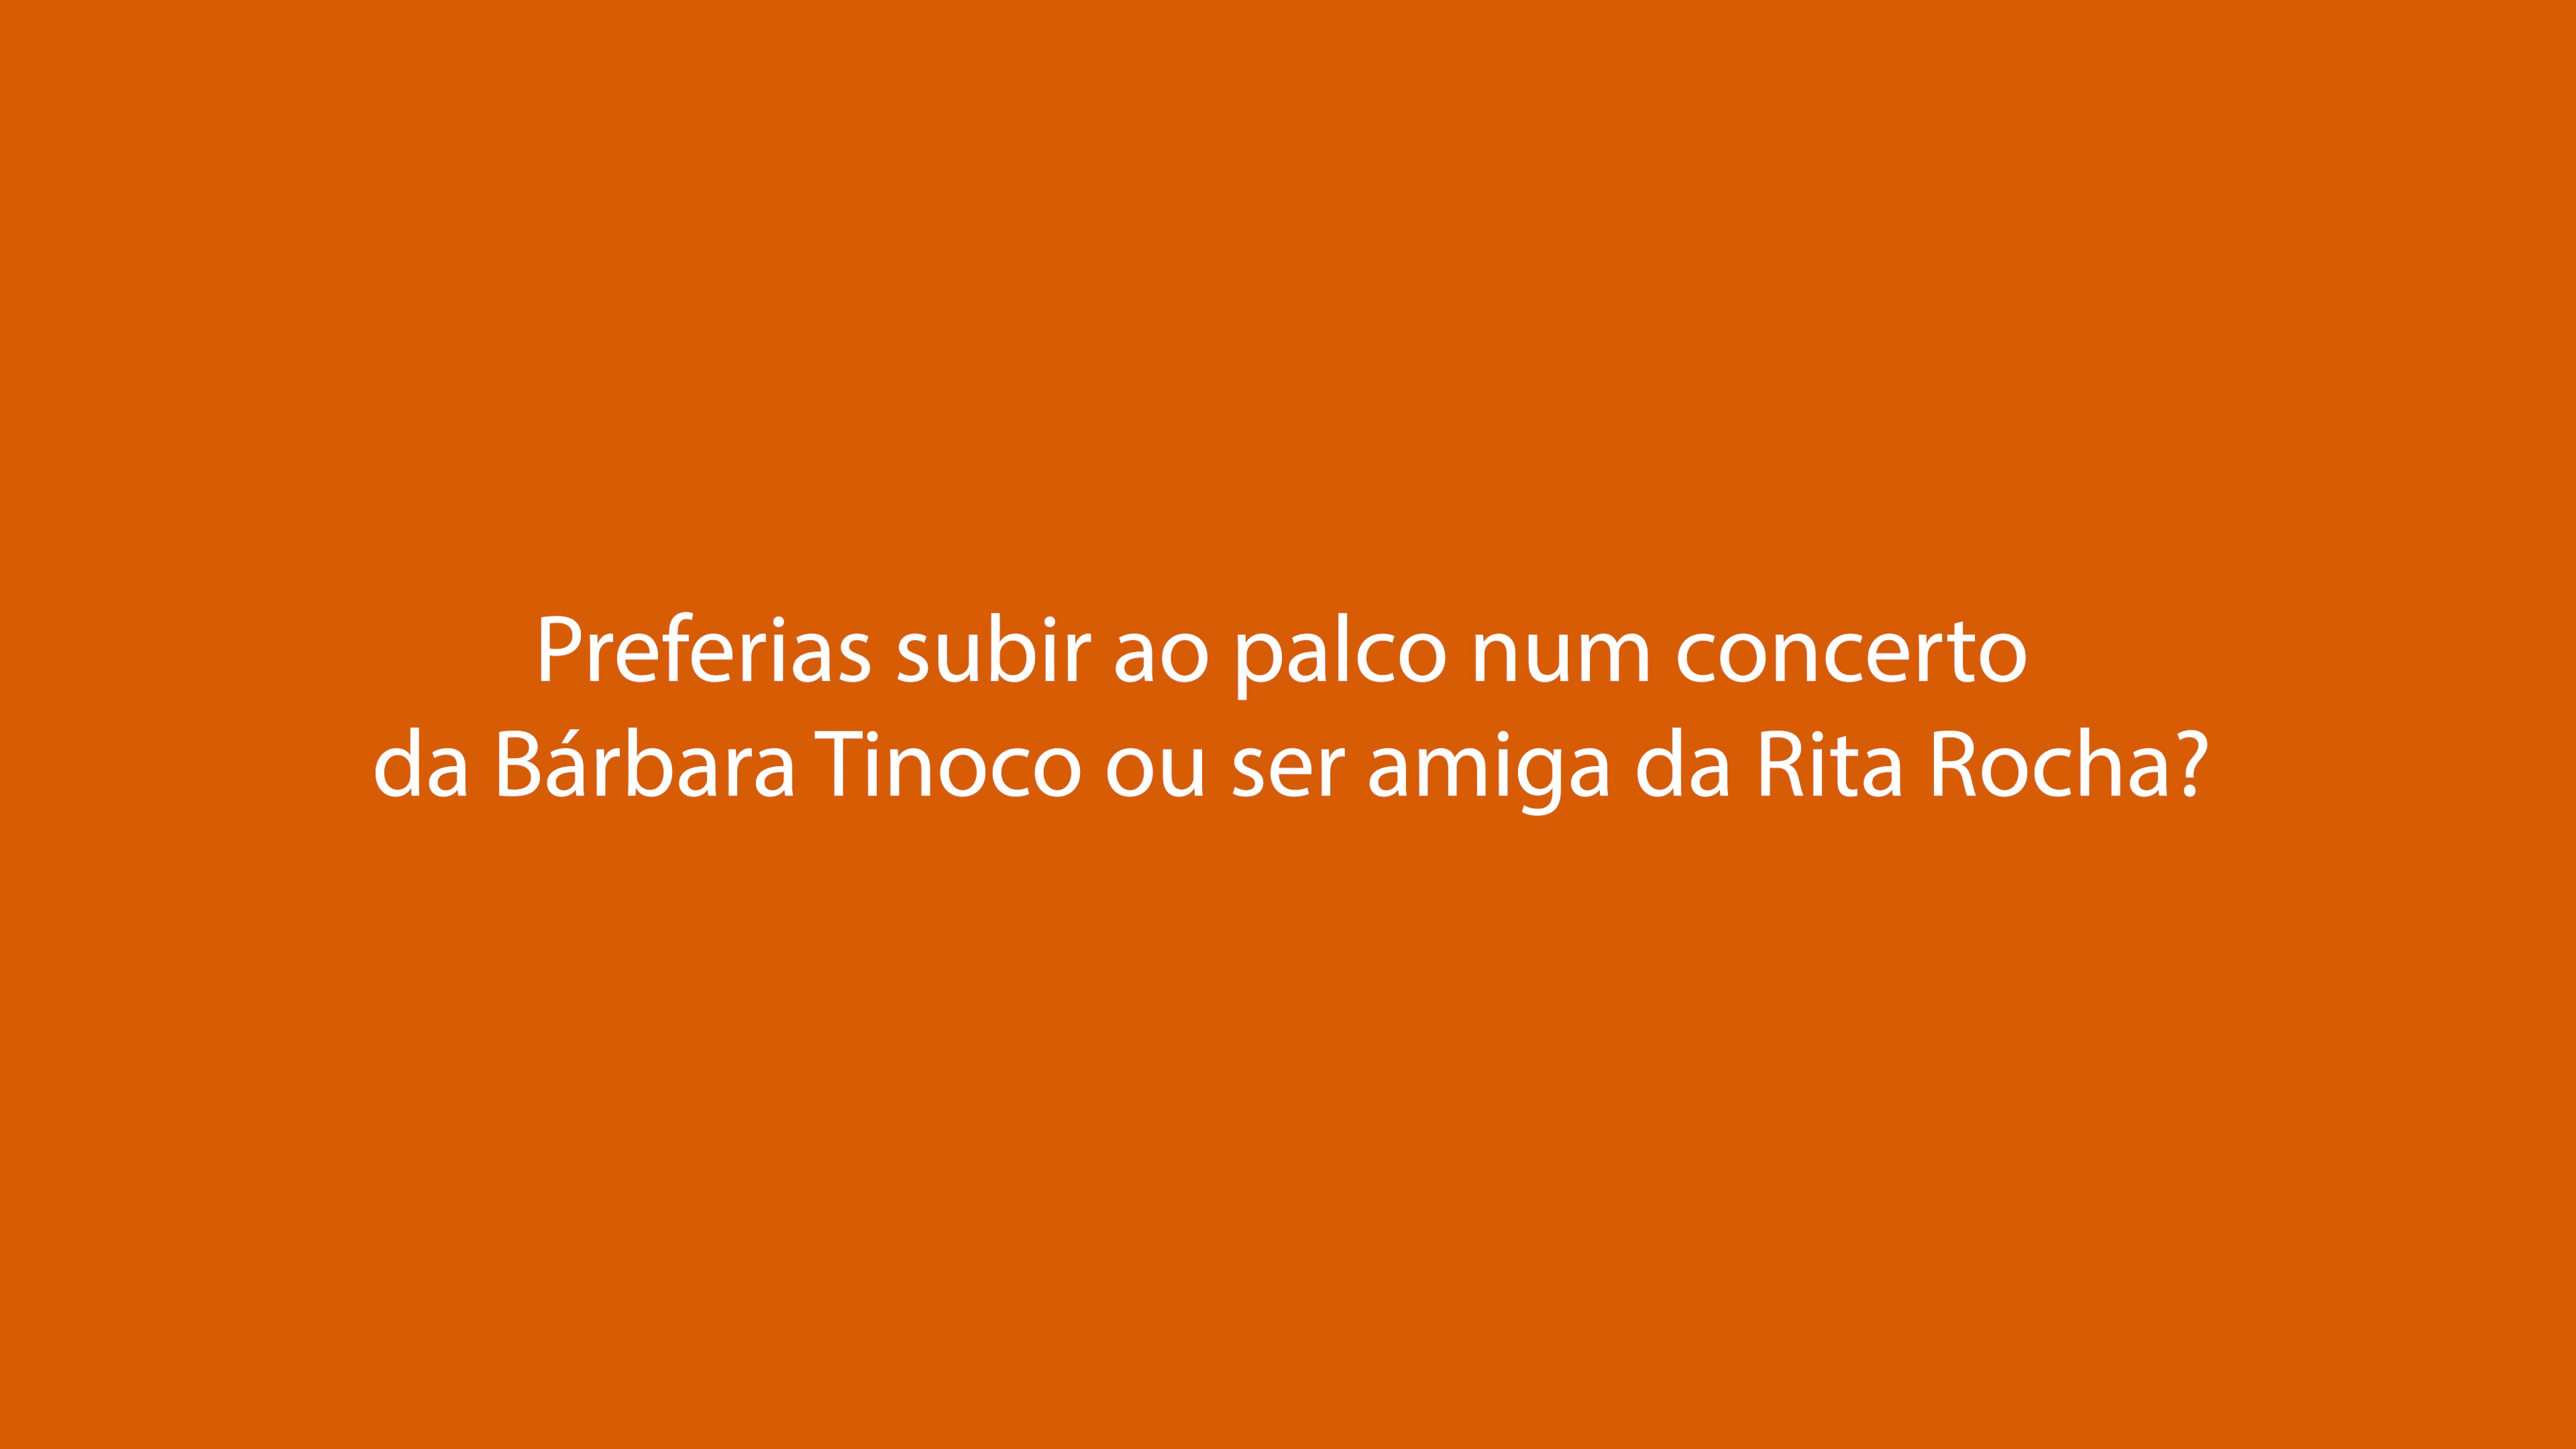 Preferias subir ao palco num concerto
da Bárbara Tinoco ou ser amiga da Rita Rocha?